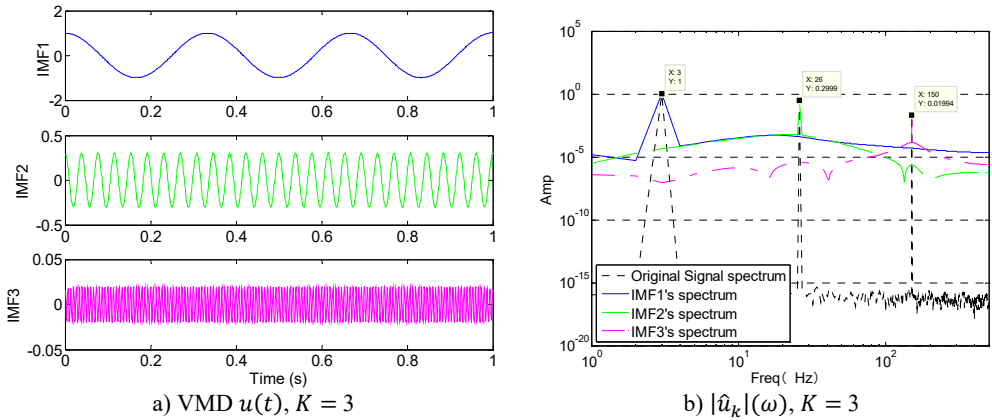 2
0
-2
IMF1
0 0.2 0.4 0.6 0.8 1
0.5
0
-0.5
IMF2
0 0.2 0.4 0.6 0.8 1
0.05
0
-0.05
IMF3
0 0.2 0.4 0.6 0.8 1
Time (s)
a) VMD u(t), K = 3
10^5
10^0
10^-5
10^-10
10^-15
10^-20
Amp
X: 3
Y: 1
X: 26
Y: 0.2999
X: 150
Y: 0.01994
Original Signal spectrum
IMF1's spectrum
IMF2's spectrum
IMF3's spectrum
10^0 10^1 10^2
Freq( Hz)
b) |û_k|(ω), K = 3